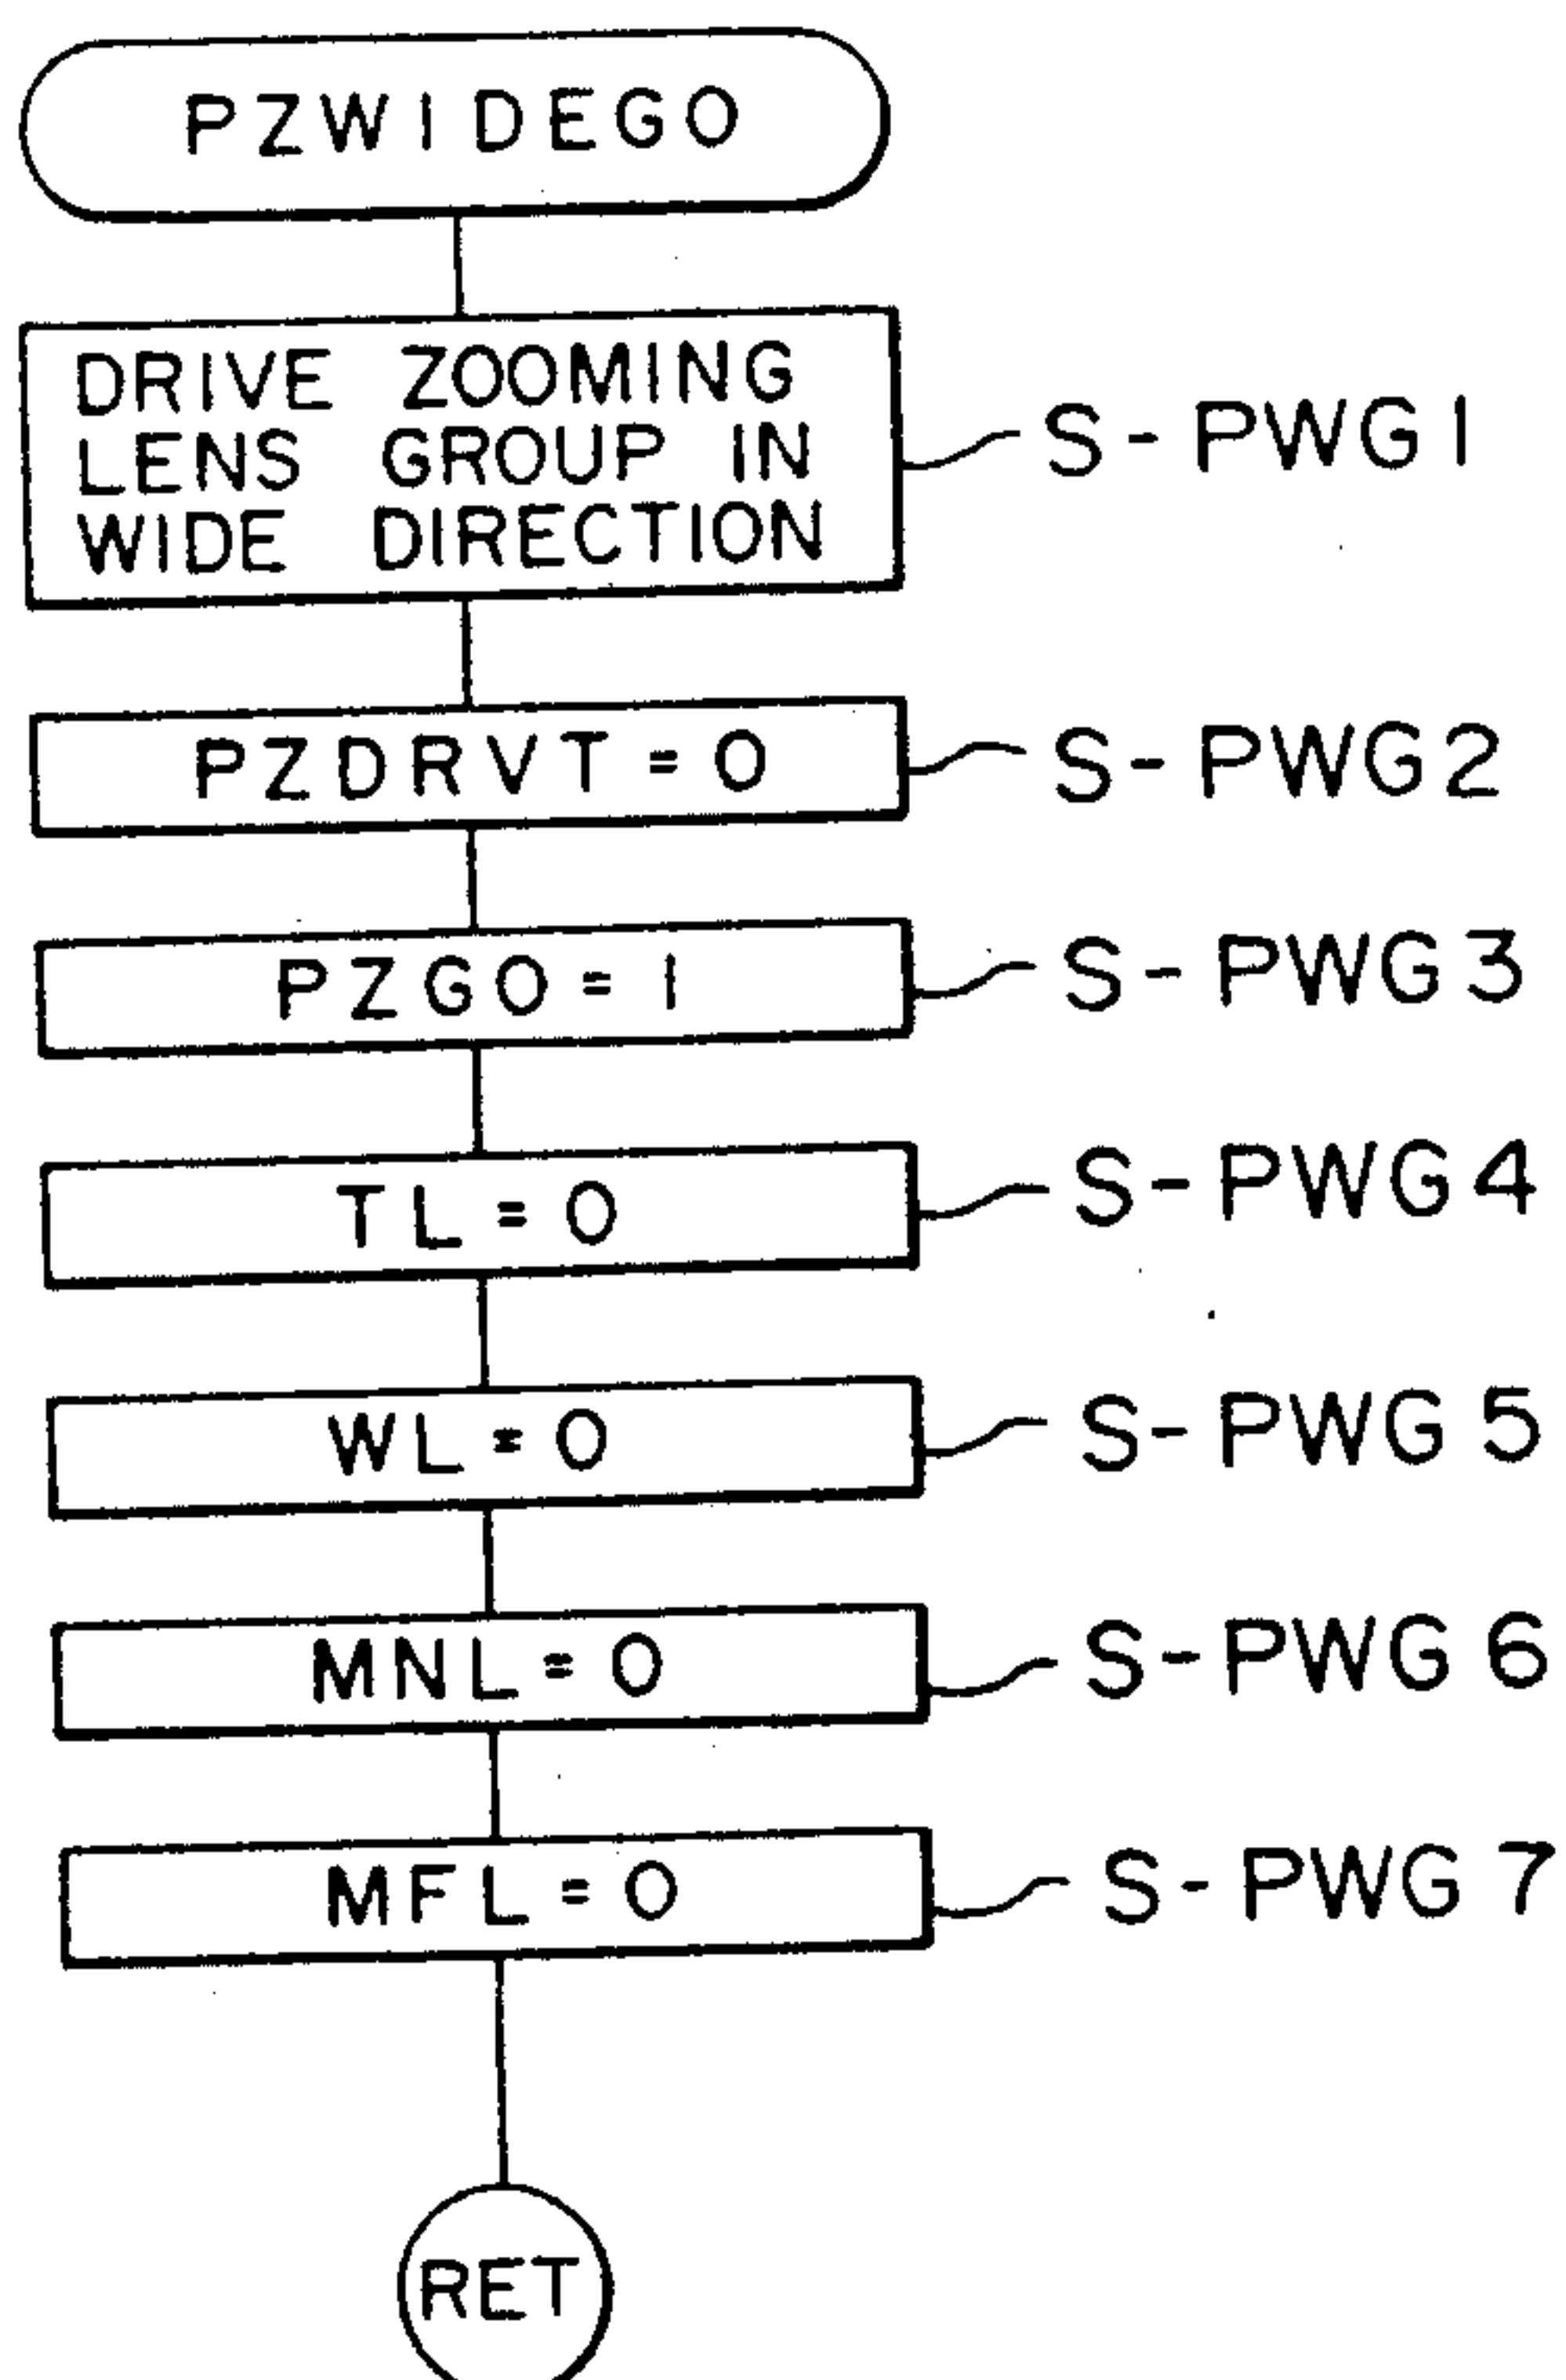 PZWIDEGO
DRIVE ZOOMING
LENS GROUP IN
WIDE DIRECTION
S-PWG1
PZDRVT=0
S-PWG2
PZGO=1
S-PWG3
TL=0
S-PWG4
WL=0
S-PWG5
MNL=0
S-PWG6
MFL=0
S-PWG7
RET